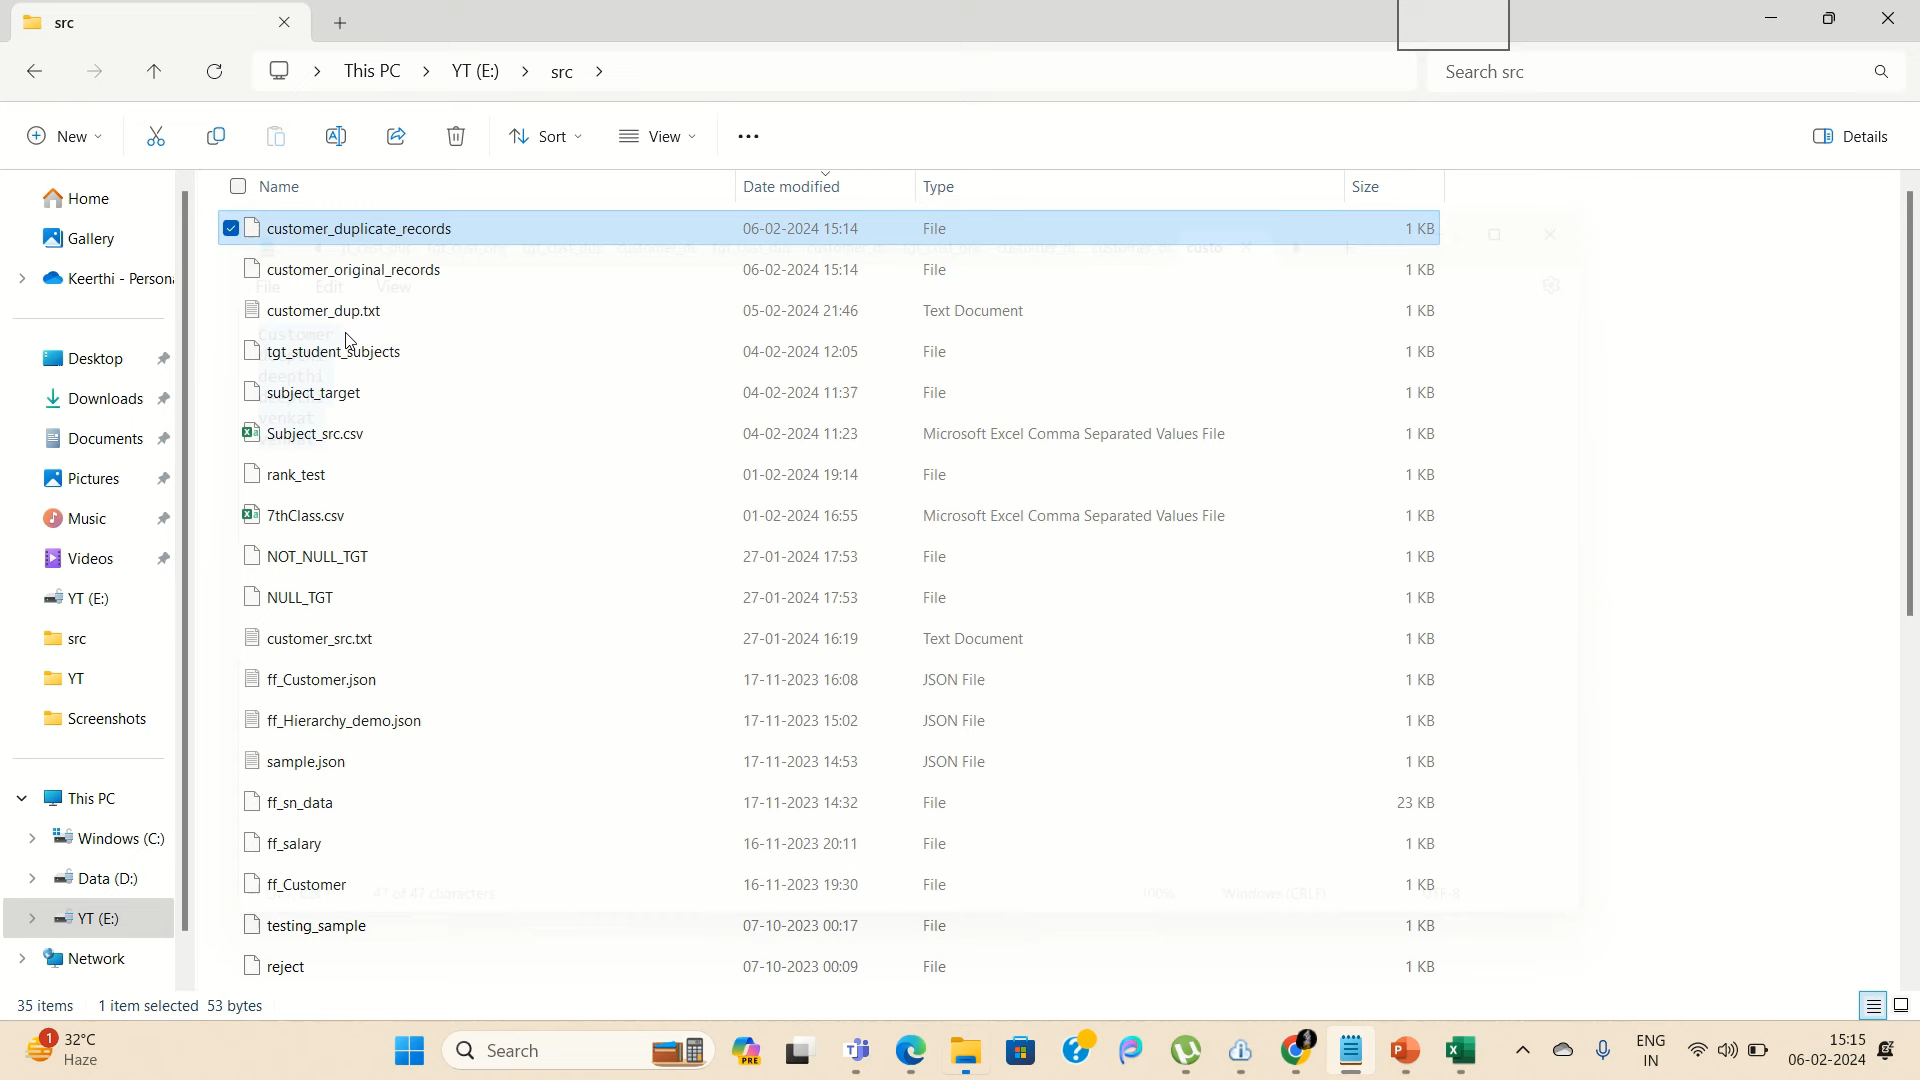 src
This PC > YT (E:) > src >
Search src
New
Sort
View
Details
Home
Gallery
Keerthi - Persona
Desktop
Downloads
Documents
Pictures
Music
Videos
YT (E:)
src
YT
Screenshots
This PC
Windows (C:)
Data (D:)
YT (E:)
Network
Name Date modified Type Size
customer_duplicate_records 06-02-2024 15:14 File 1 KB
customer_original_records 06-02-2024 15:14 File 1 KB
File Edit View
customer_dup.txt 05-02-2024 21:46 Text Document 1 KB
Customer
tgt_student_subjects 04-02-2024 12:05 File 1 KB
deepthi
subject_target 04-02-2024 11:37 File 1 KB
venkat
Subject_src.csv 04-02-2024 11:23 Microsoft Excel Comma Separated Values File 1 KB
rank_test 01-02-2024 19:14 File 1 KB
7thClass.csv 01-02-2024 16:55 Microsoft Excel Comma Separated Values File 1 KB
NOT_NULL_TGT 27-01-2024 17:53 File 1 KB
NULL_TGT 27-01-2024 17:53 File 1 KB
customer_src.txt 27-01-2024 16:19 Text Document 1 KB
ff_Customer.json 17-11-2023 16:08 JSON File 1 KB
ff_Hierarchy_demo.json 17-11-2023 15:02 JSON File 1 KB
sample.json 17-11-2023 14:53 JSON File 1 KB
ff_sn_data 17-11-2023 14:32 File 23 KB
ff_salary 16-11-2023 20:11 File 1 KB
ff_Customer 16-11-2023 19:30 File 1 KB
47 of 47 characters 100% Windows (CRLF) UTF-8
testing_sample 07-10-2023 00:17 File 1 KB
reject 07-10-2023 00:09 File 1 KB
35 items 1 item selected 53 bytes
1
32°C
Haze
Search
PRE
ENG
IN
15:15
06-02-2024